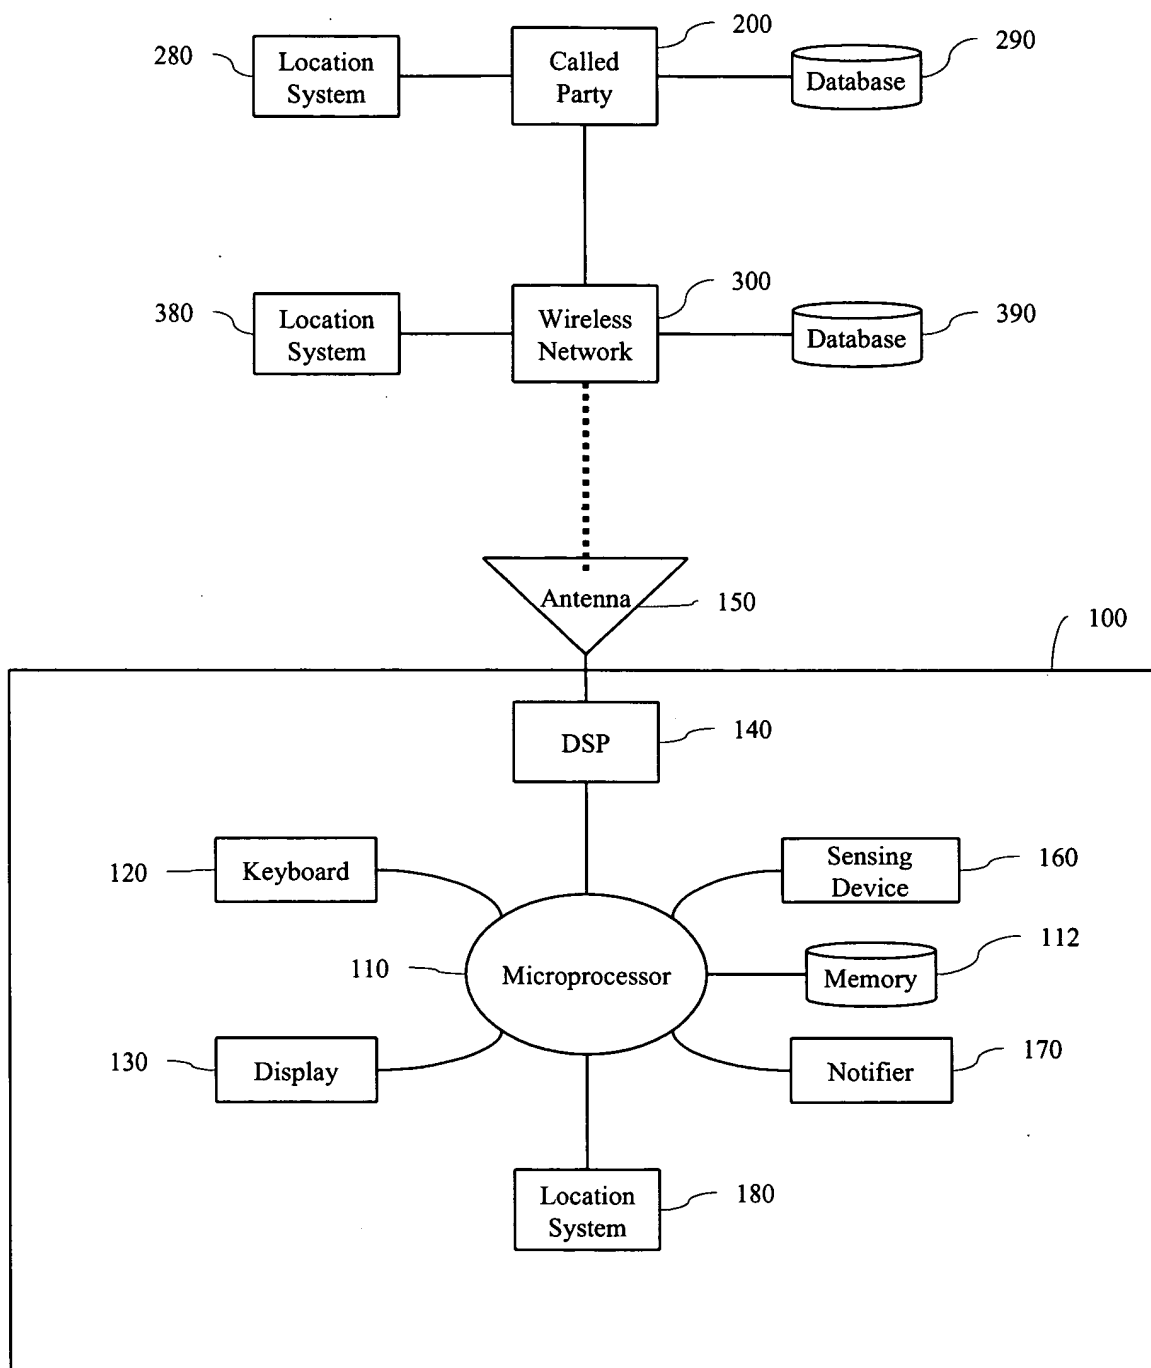 200
280
Location
System
Called
Party
290
Database
300
380
Location
System
Wireless
Network
390
Database
Antenna
150
100
DSP
140
120
Keyboard
Sensing
Device
160
110
Microprocessor
112
Memory
130
Display
170
Notifier
Location
System
180